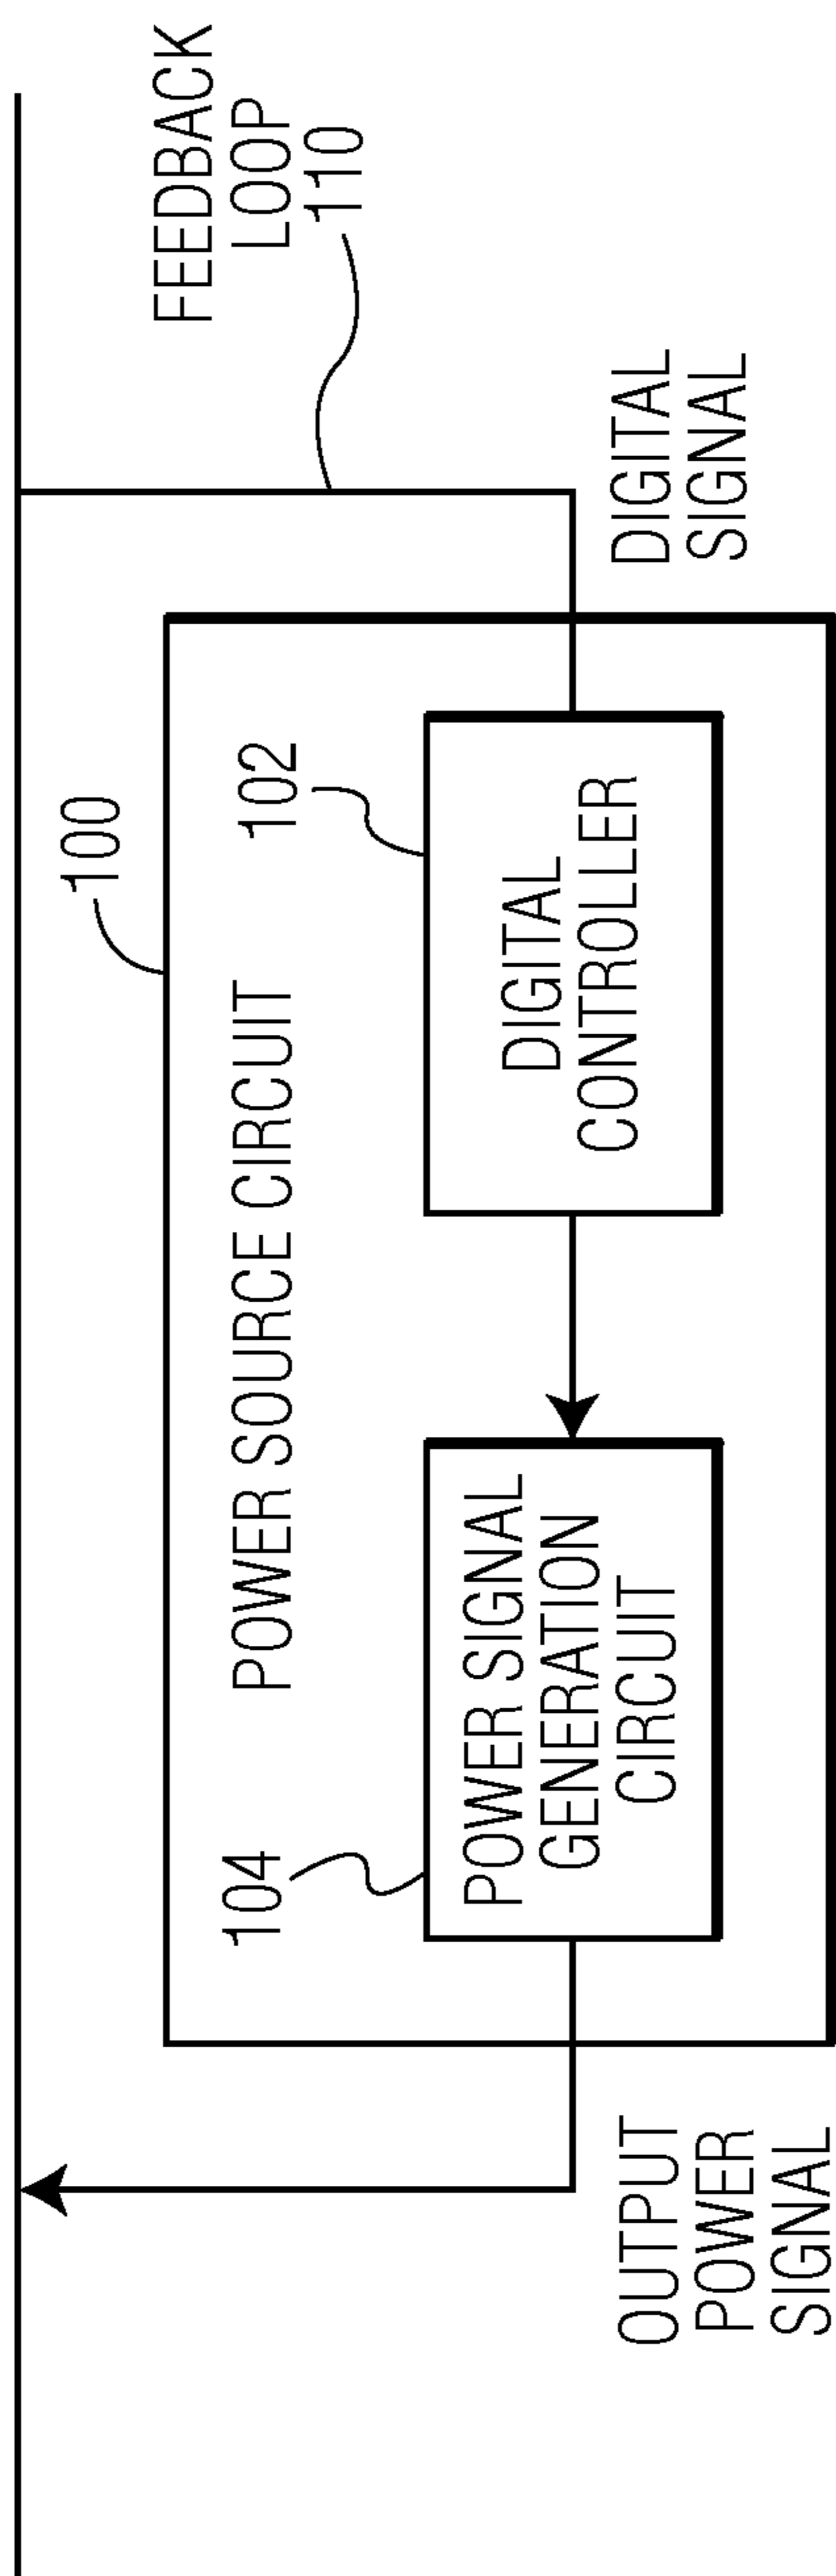 100
FEEDBACK
LOOP
110
POWER SOURCE CIRCUIT
104
102
POWER SIGNAL
GENERATION
CIRCUIT
DIGITAL
CONTROLLER
OUTPUT
POWER
SIGNAL
DIGITAL
SIGNAL